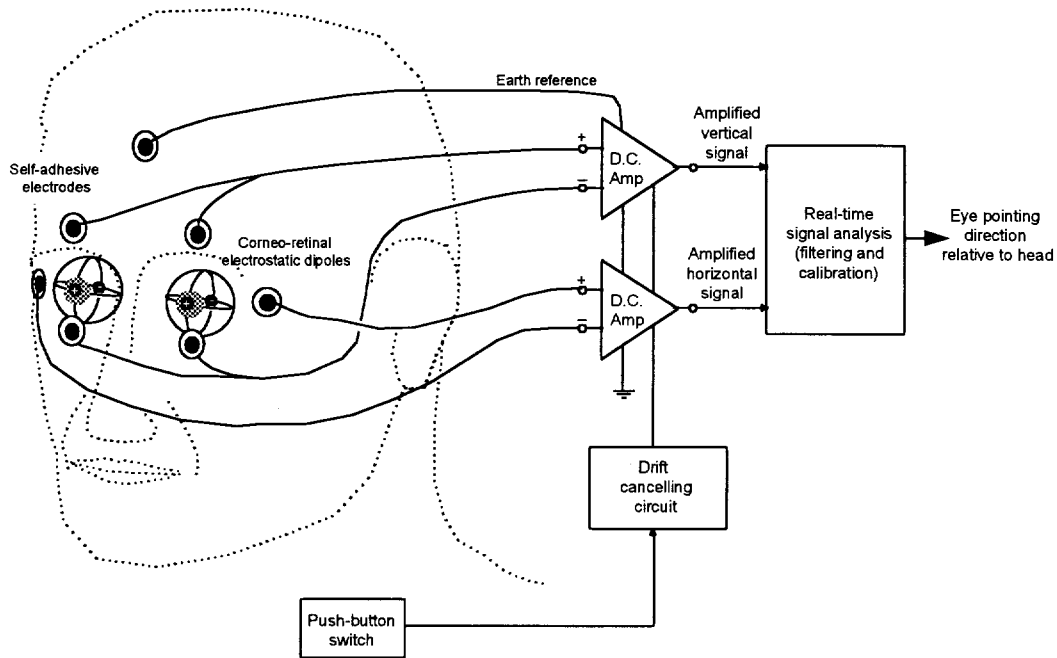 Earth reference
Self-adhesive
electrodes
Corneo-retinal
electrostatic dipoles
+
−
D.C.
Amp
Amplified
vertical
signal
+
−
D.C.
Amp
Amplified
horizontal
signal
Real-time
signal analysis
(filtering and
calibration)
Eye pointing
direction
relative to head
Drift
cancelling
circuit
Push-button
switch